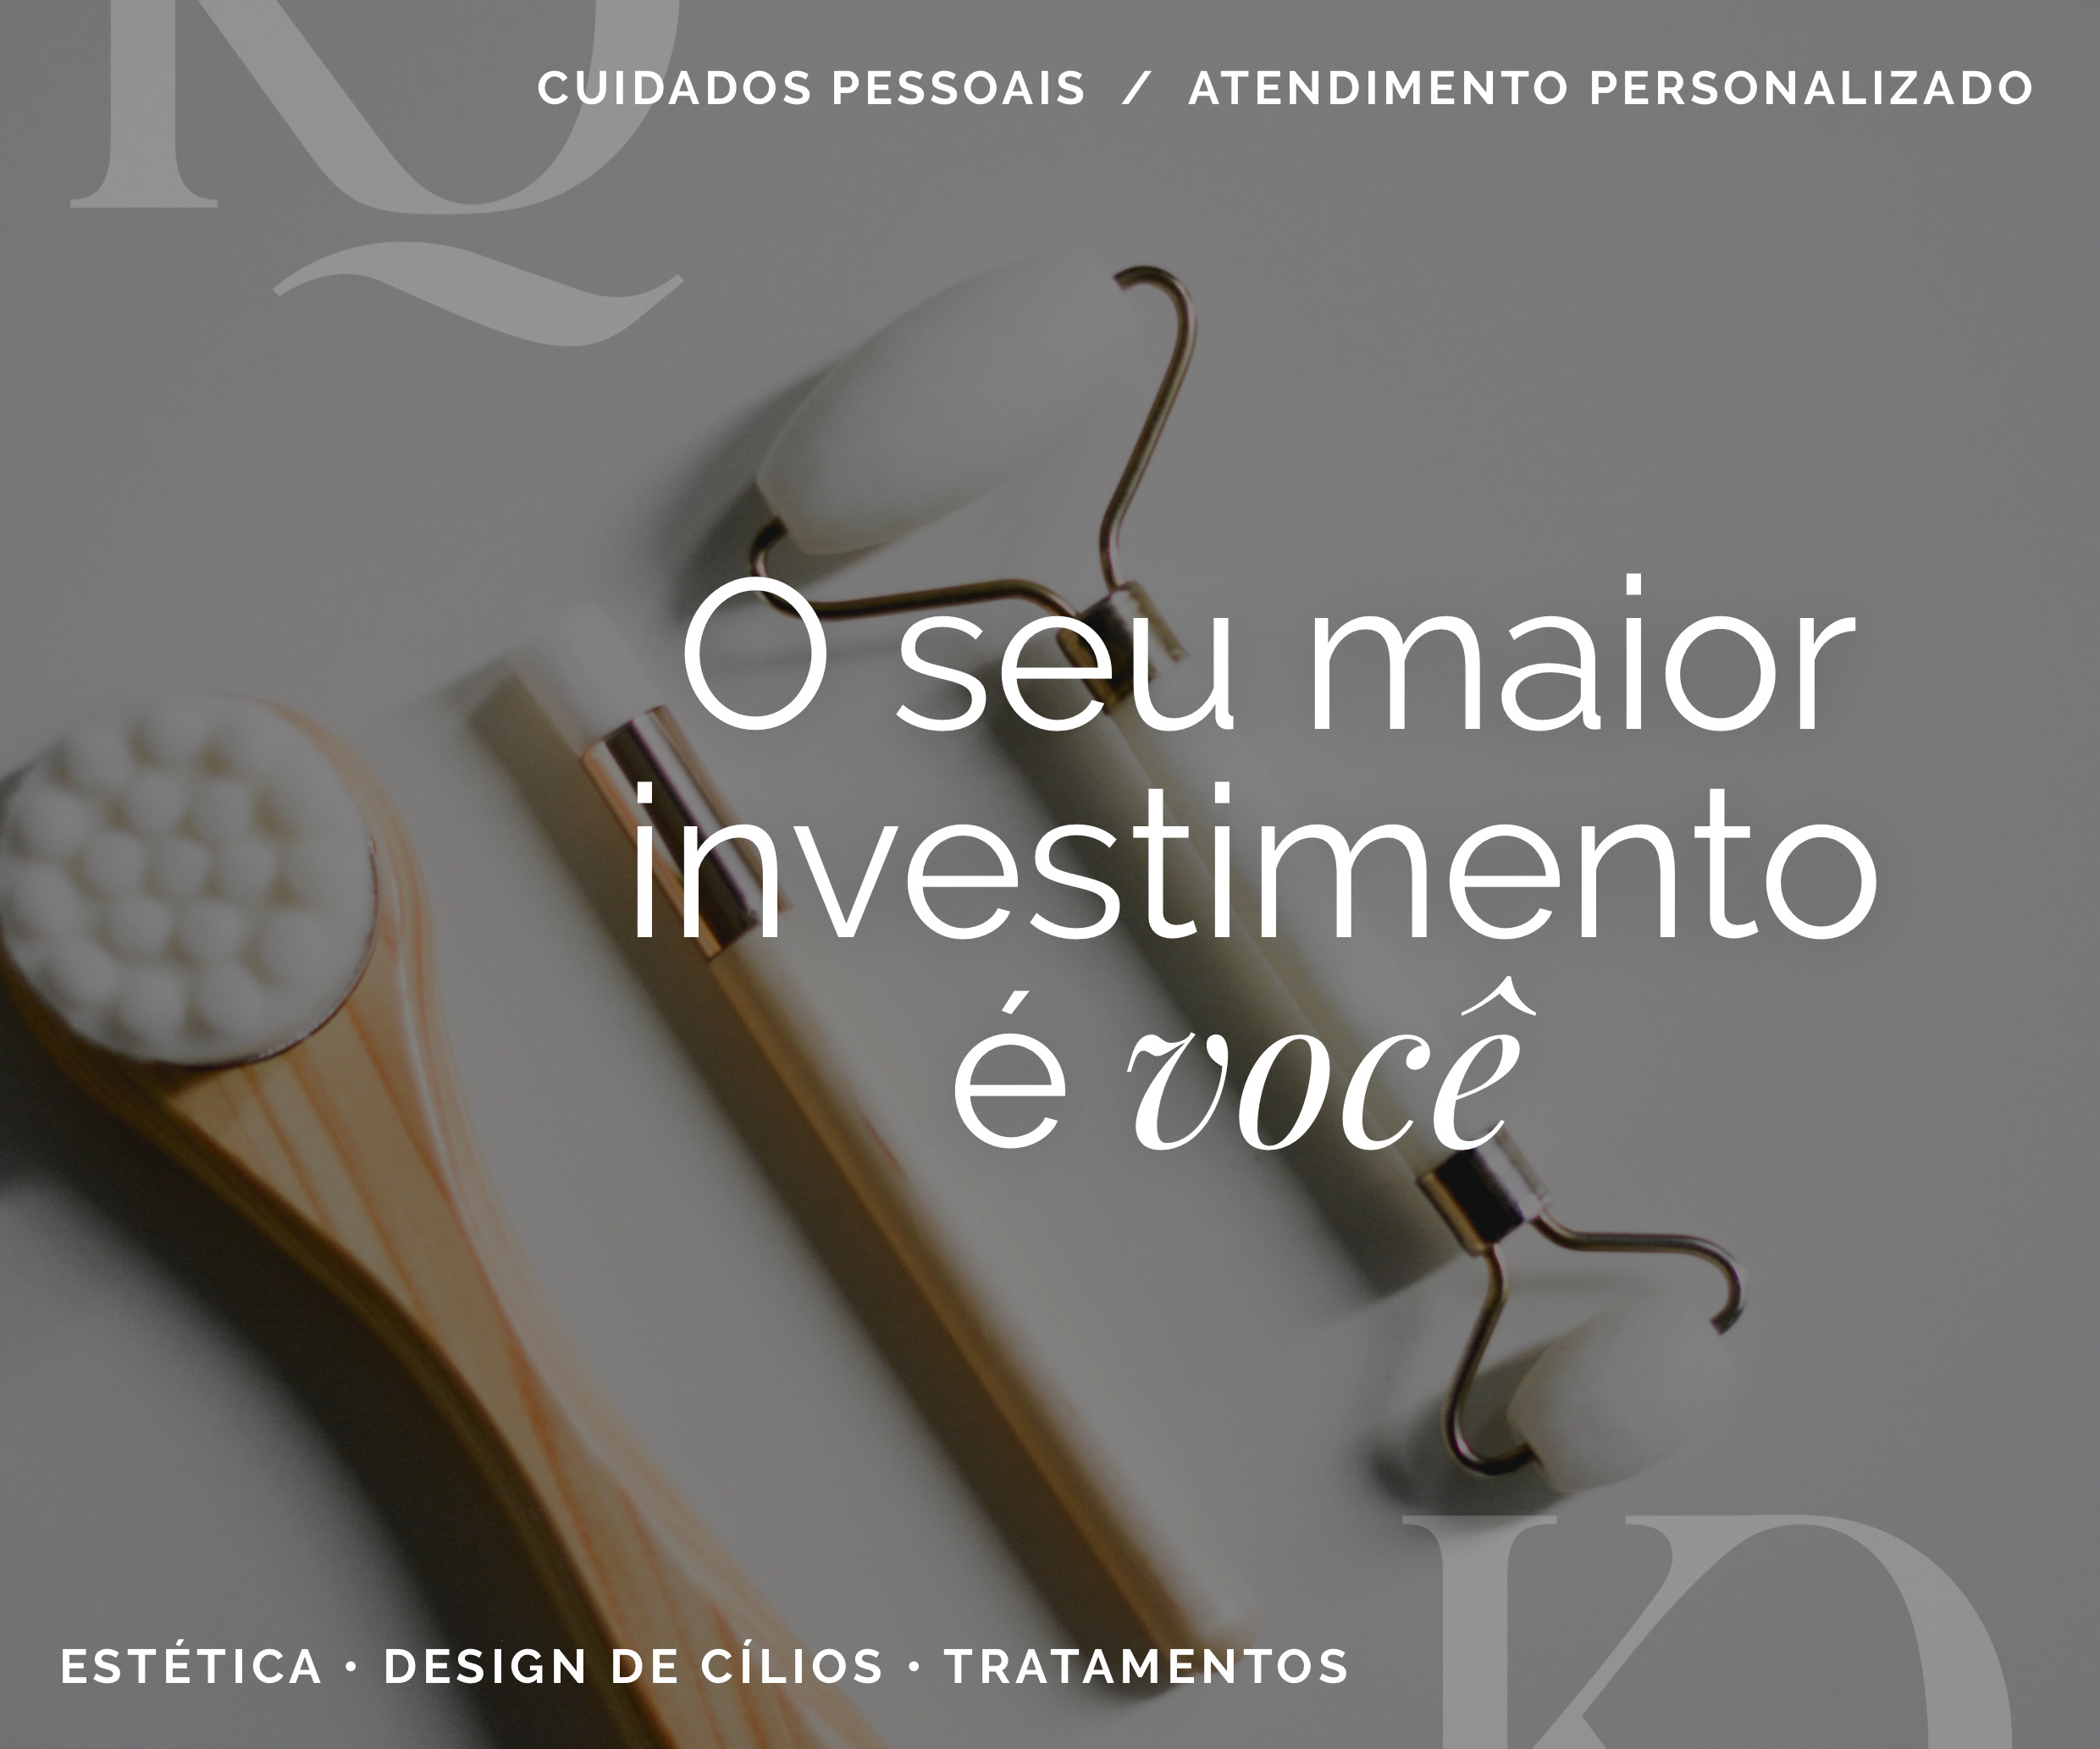 CUIDADOS PESSOAIS / ATENDIMENTO PERSONALIZADO
O seu maior
investimento
é você
ESTÉTICA • DESIGN DE CÍLIOS • TRATAMENTOS